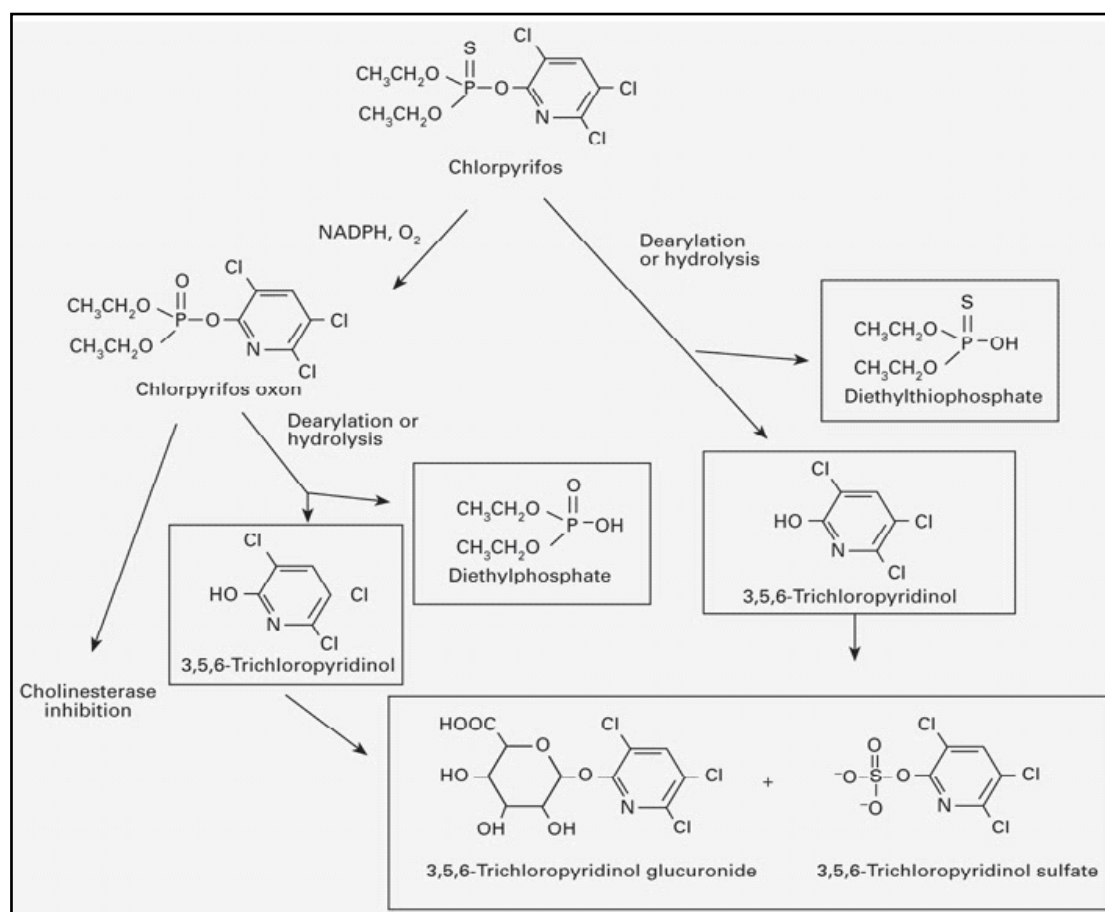 S
Cl
CH₃CH₂O
P
O
Cl
CH₃CH₂O
N
Cl
Chlorpyrifos
NADPH, O₂
Dearylation
or hydrolysis
O
Cl
CH₃CH₂O
P
O
Cl
CH₃CH₂O
N
Cl
Chlorpyrifos oxon
S
CH₃CH₂O
P
OH
CH₃CH₂O
Diethylthiophosphate
Dearylation or
hydrolysis
O
CH₃CH₂O
P
OH
CH₃CH₂O
Diethylphosphate
Cl
HO
Cl
N
Cl
3,5,6-Trichloropyridinol
Cl
HO
Cl
N
Cl
3,5,6-Trichloropyridinol
Cholinesterase
inhibition
HOOC
O
Cl
HO
O
Cl
N
OH
OH
Cl
3,5,6-Trichloropyridinol glucuronide
+
O
Cl
⁻O
S
O
Cl
⁻O
N
Cl
3,5,6-Trichloropyridinol sulfate